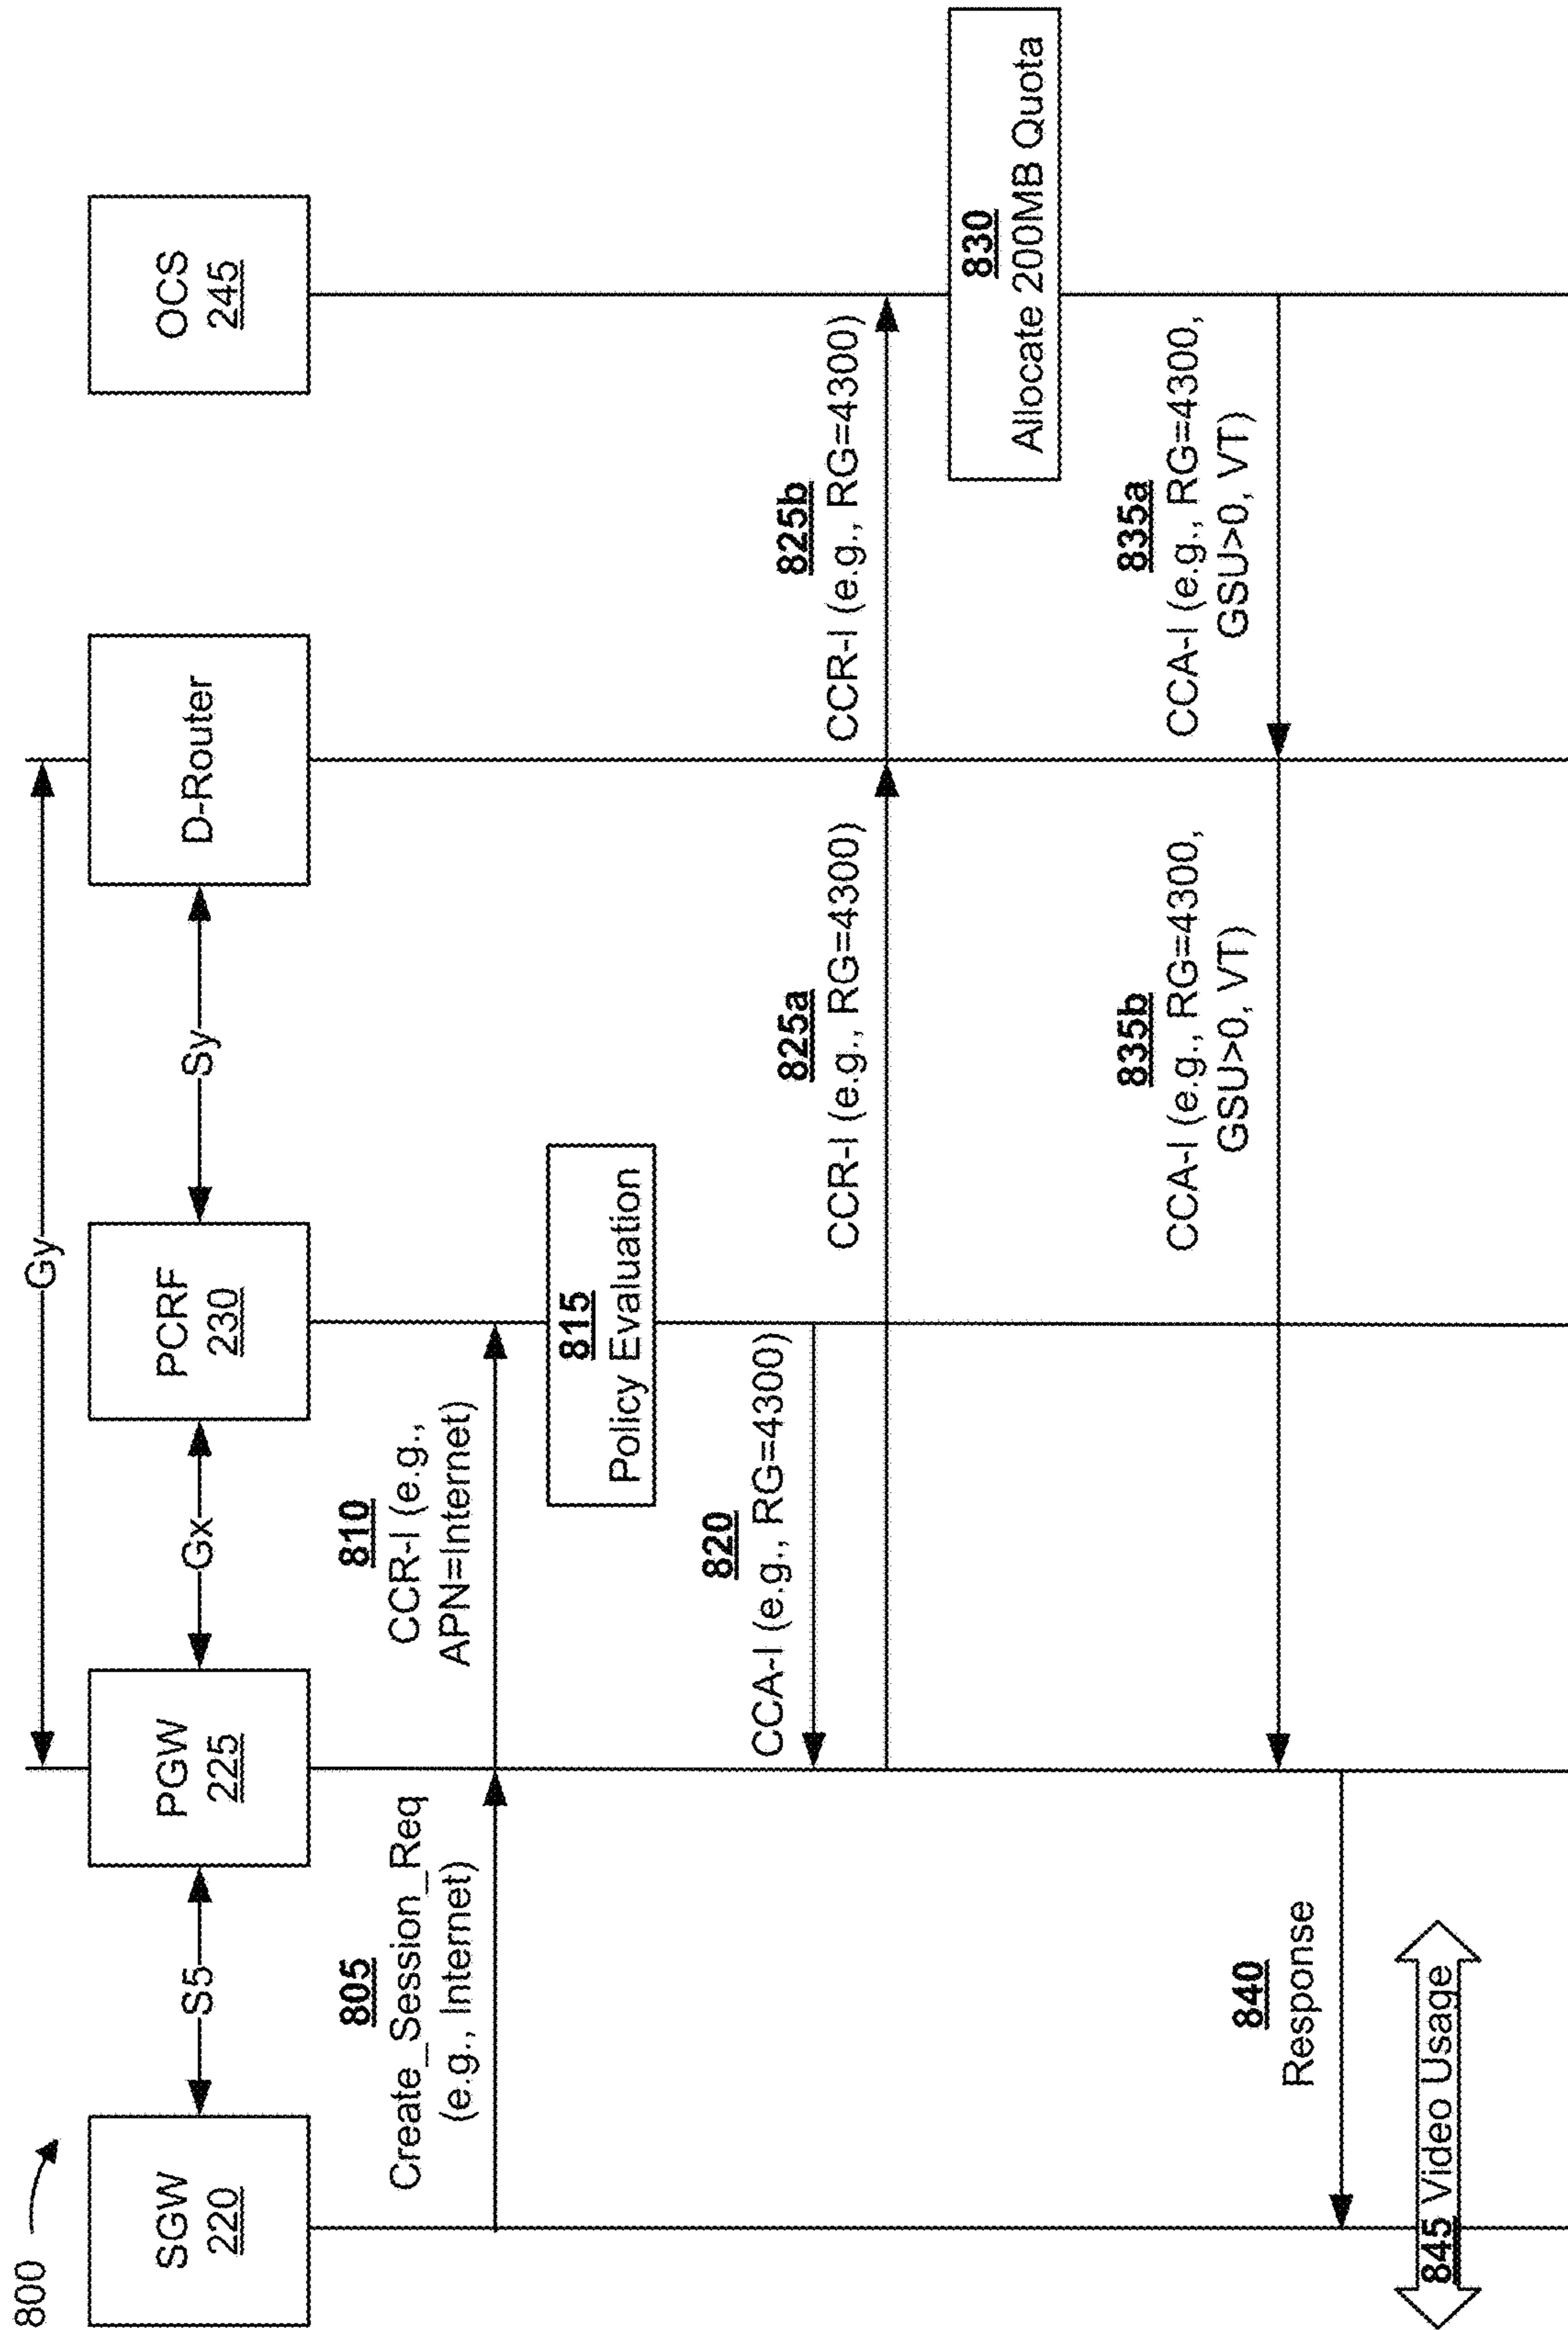 800
Gy
SGW
220
S5
PGW
225
Gx
PCRF
230
Sy
D-Router
OCS
245
805
Create_Session_Req
(e.g., Internet)
810
CCR-I (e.g.,
APN=Internet)
815
Policy Evaluation
820
CCA-I (e.g., RG=4300)
825a
CCR-I (e.g., RG=4300)
825b
CCR-I (e.g., RG=4300)
830
Allocate 200MB Quota
835a
CCA-I (e.g., RG=4300,
GSU>0, VT)
835b
CCA-I (e.g., RG=4300,
GSU>0, VT)
840
Response
845 Video Usage